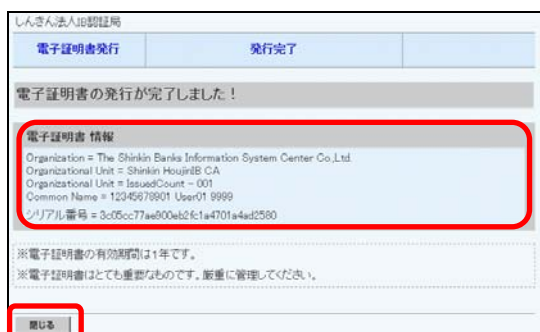 しんきん法人IB認証局
電子証明書発行 発行完了
電子証明書の発行が完了しました！
電子証明書 情報
Organization = The Shinkin Banks Information System Center Co.,Ltd.
Organizational Unit = Shinkin HoujinIB CA
Organizational Unit = IssuedCount - 001
Common Name = 12345678901 User01 9999
シリアル番号 = 3c05cc77ae800eb2fc1a4701a4ad2580
※電子証明書の有効期間は1年です。
※電子証明書はとても重要なものです。厳重に管理してください。
閉じる